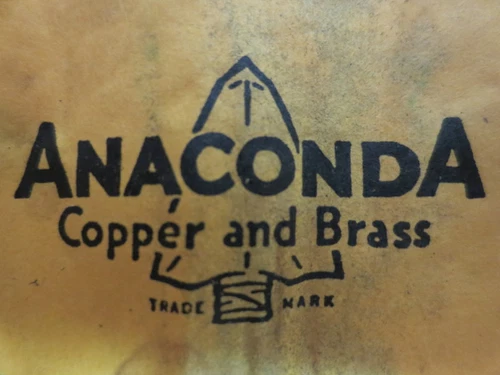 ANACONDA
Copper and Brass
TRADE MARK